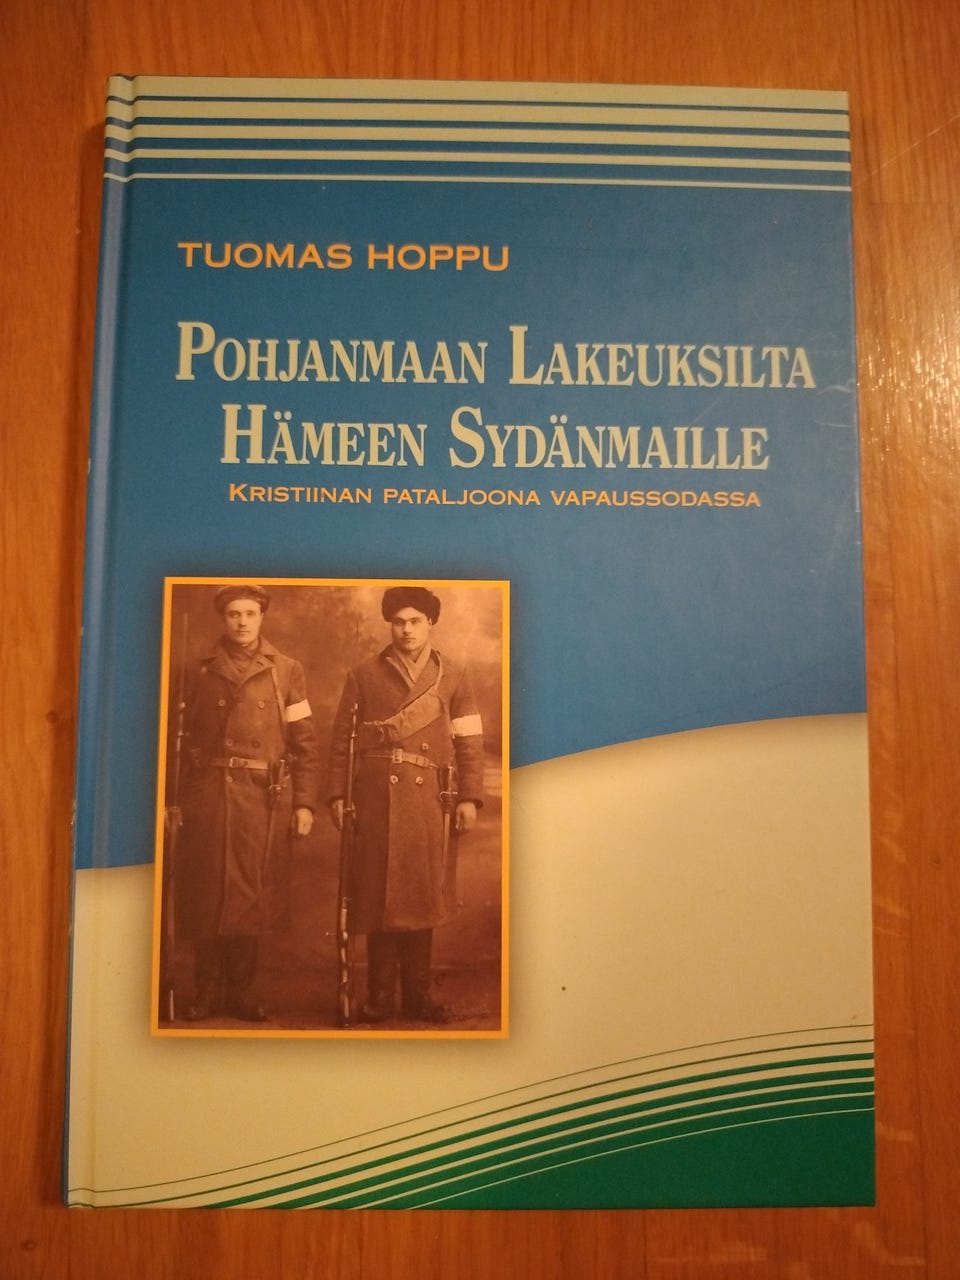 TUOMAS HOPPU
POHJANMAAN LAKEUKSILTA
HÄMEEN SYDÄNMAILLE
KRISTIINAN PATALJOONA VAPAUSSODASSA